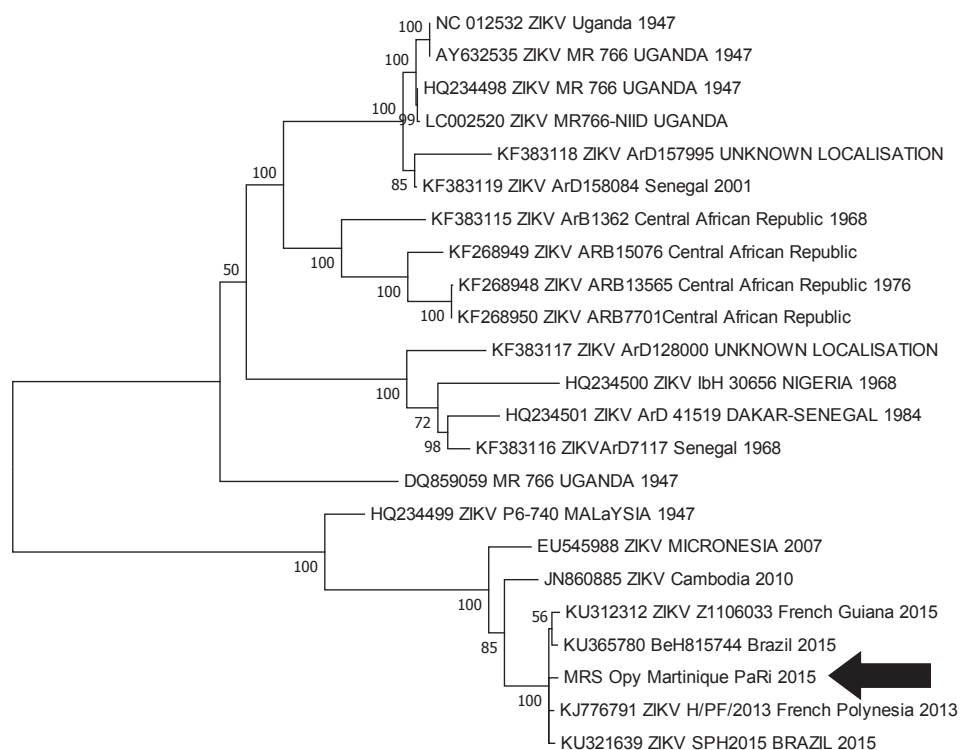 NC 012532 ZIKV Uganda 1947
100
AY632535 ZIKV MR 766 UGANDA 1947
100
HQ234498 ZIKV MR 766 UGANDA 1947
100
99
LC002520 ZIKV MR766-NIID UGANDA
KF383118 ZIKV ArD157995 UNKNOWN LOCALISATION
100
85
KF383119 ZIKV ArD158084 Senegal 2001
KF383115 ZIKV ArB1362 Central African Republic 1968
100
KF268949 ZIKV ARB15076 Central African Republic
50
100
KF268948 ZIKV ARB13565 Central African Republic 1976
100
KF268950 ZIKV ARB7701Central African Republic
KF383117 ZIKV ArD128000 UNKNOWN LOCALISATION
100
HQ234500 ZIKV IbH 30656 NIGERIA 1968
72
HQ234501 ZIKV ArD 41519 DAKAR-SENEGAL 1984
98
KF383116 ZIKVArD7117 Senegal 1968
DQ859059 MR 766 UGANDA 1947
HQ234499 ZIKV P6-740 MALaYSIA 1947
100
EU545988 ZIKV MICRONESIA 2007
100
JN860885 ZIKV Cambodia 2010
56
KU312312 ZIKV Z1106033 French Guiana 2015
85
KU365780 BeH815744 Brazil 2015
MRS Opy Martinique PaRi 2015
100
KJ776791 ZIKV H/PF/2013 French Polynesia 2013
KU321639 ZIKV SPH2015 BRAZIL 2015